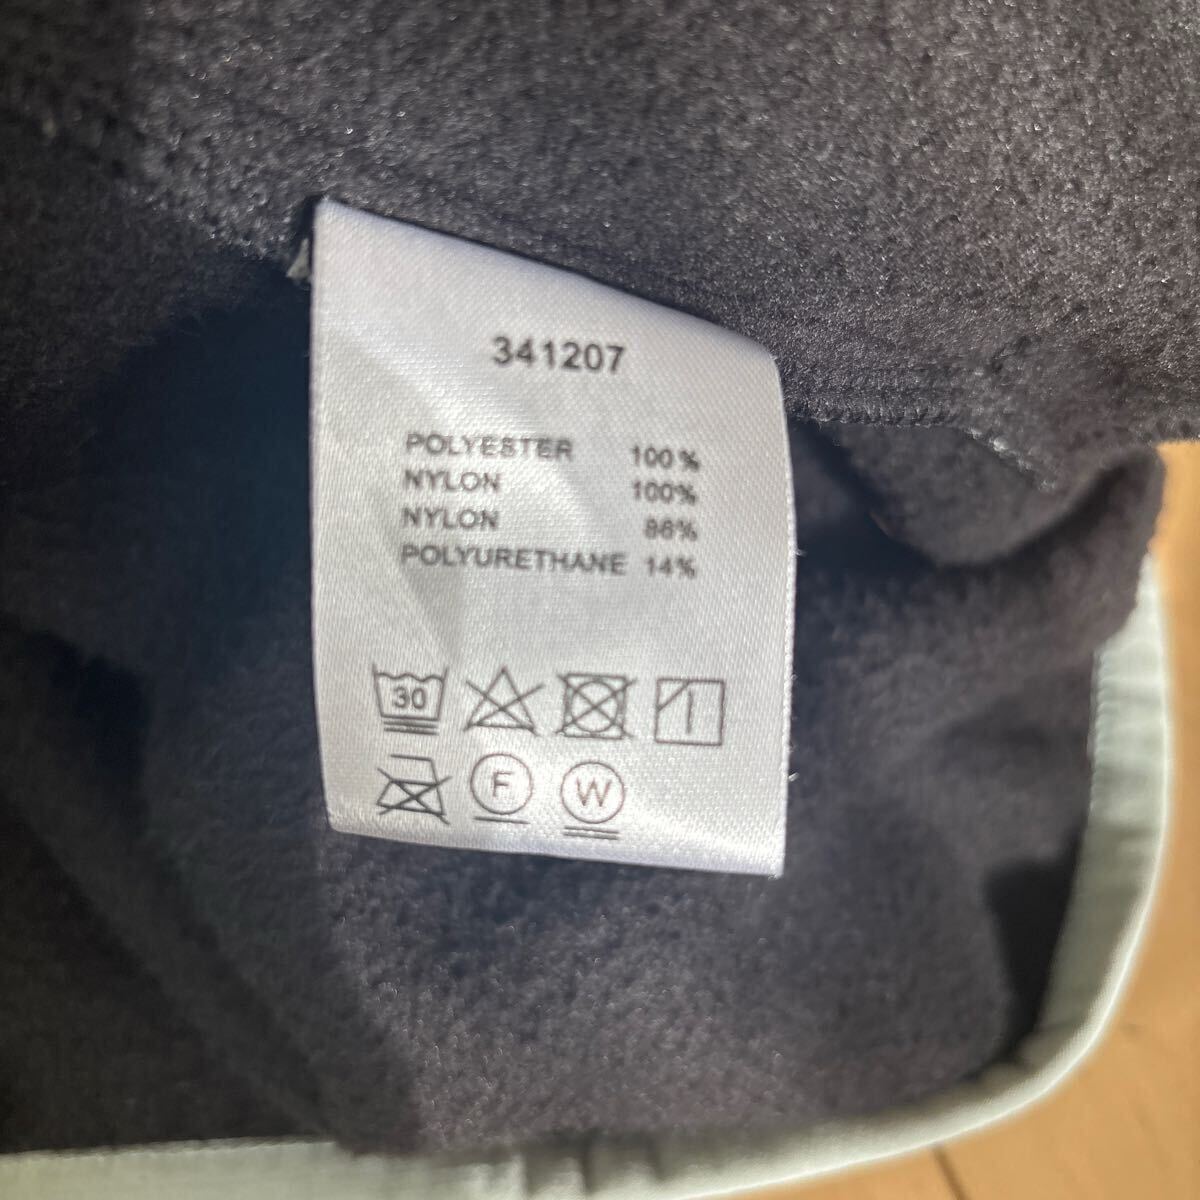 341207
POLYESTER 100%
NYLON 100%
NYLON 86%
POLYURETHANE 14%
30
F W